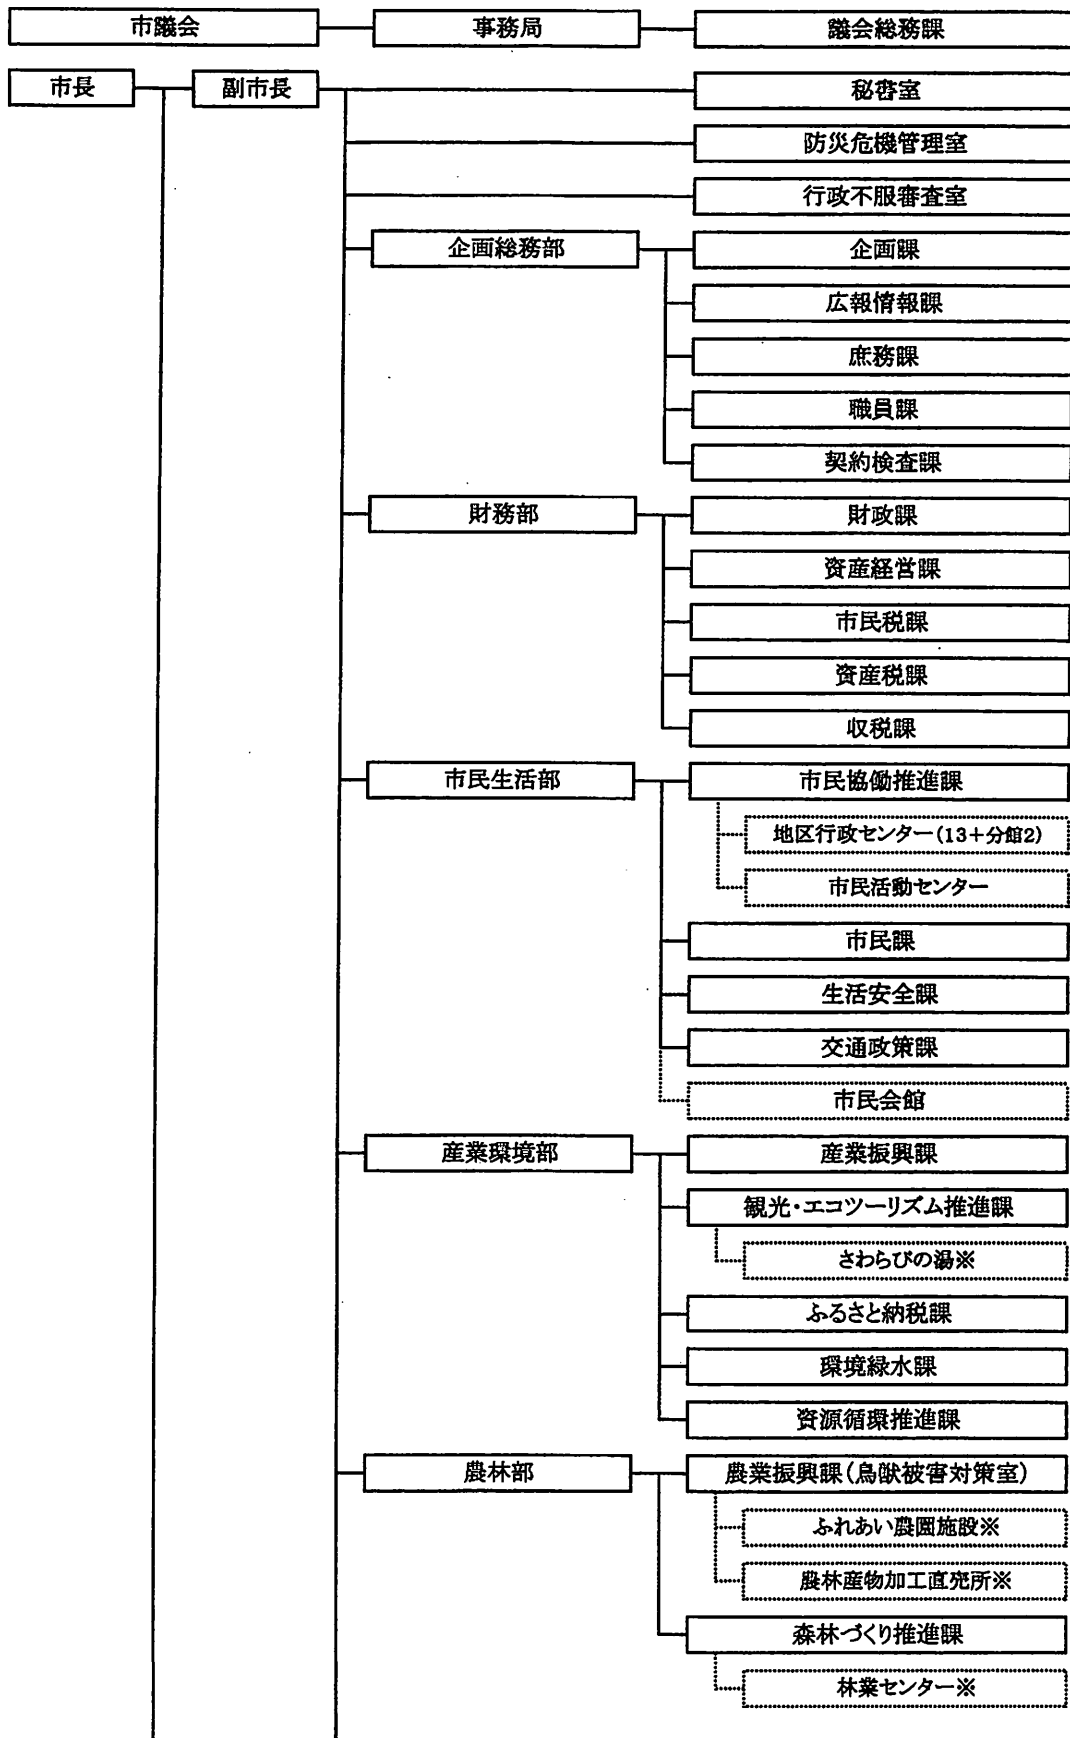 市議会 事務局 議会総務課
市長 副市長 秘書室
防災危機管理室
行政不服審査室
企画総務部 企画課
広報情報課
庶務課
職員課
契約検査課
財務部 財政課
資産経営課
市民税課
資産税課
収税課
市民生活部 市民協働推進課
地区行政センター(13+分館2)
市民活動センター
市民課
生活安全課
交通政策課
市民会館
産業環境部 産業振興課
観光・エコツーリズム推進課
さわらびの湯※
ふるさと納税課
環境緑水課
資源循環推進課
農林部 農業振興課(鳥獣被害対策室)
ふれあい農園施設※
農林産物加工直売所※
森林づくり推進課
林業センター※